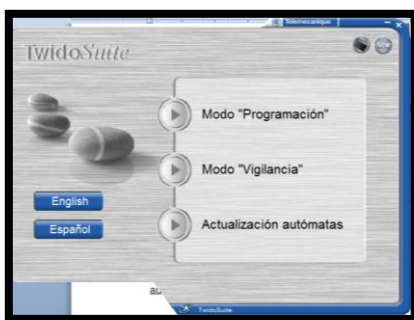 Telemecanique
TwidoSuite
Modo "Programación"
Modo "Vigilancia"
English
Español
Actualización autómatas
TwidoSuite